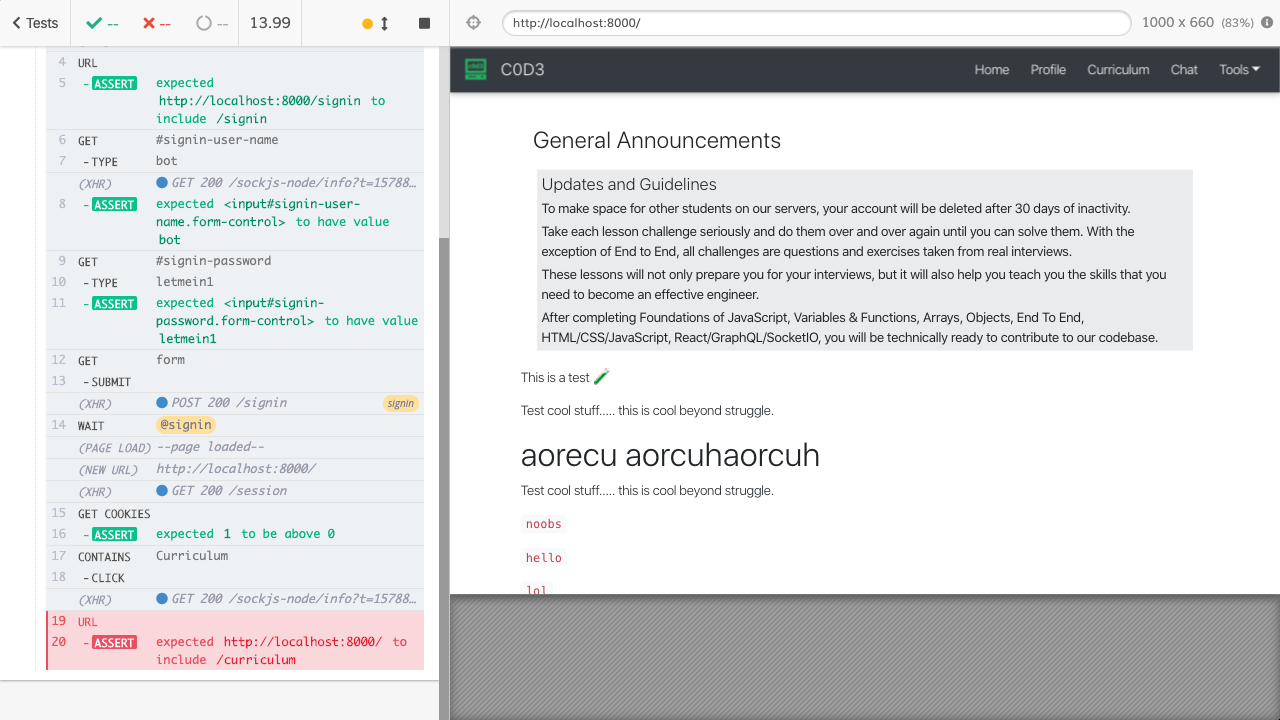 Tests
--
--
--
13.99
http://localhost:8000/
1000 x 660 (83%)
4 URL
5 - ASSERT expected
http://localhost:8000/signin to
include /signin
6 GET #signin-user-name
7 - TYPE bot
(XHR) GET 200 /sockjs-node/info?t=15788…
8 - ASSERT expected <input#signin-user-
name.form-control> to have value
bot
9 GET #signin-password
10 - TYPE letmein1
11 - ASSERT expected <input#signin-
password.form-control> to have value
letmein1
12 GET form
13 - SUBMIT
(XHR) POST 200 /signin signin
14 WAIT @signin
(PAGE LOAD) --page loaded--
(NEW URL) http://localhost:8000/
(XHR) GET 200 /session
15 GET COOKIES
16 - ASSERT expected 1 to be above 0
17 CONTAINS Curriculum
18 - CLICK
(XHR) GET 200 /sockjs-node/info?t=15788…
19 URL
20 - ASSERT expected http://localhost:8000/ to
include /curriculum
C0D3
Home Profile Curriculum Chat Tools
General Announcements
Updates and Guidelines
To make space for other students on our servers, your account will be deleted after 30 days of inactivity.
Take each lesson challenge seriously and do them over and over again until you can solve them. With the
exception of End to End, all challenges are questions and exercises taken from real interviews.
These lessons will not only prepare you for your interviews, but it will also help you teach you the skills that you
need to become an effective engineer.
After completing Foundations of JavaScript, Variables & Functions, Arrays, Objects, End To End,
HTML/CSS/JavaScript, React/GraphQL/SocketIO, you will be technically ready to contribute to our codebase.
This is a test
Test cool stuff..... this is cool beyond struggle.
aorecu aorcuhaorcuh
Test cool stuff..... this is cool beyond struggle.
noobs
hello
lol